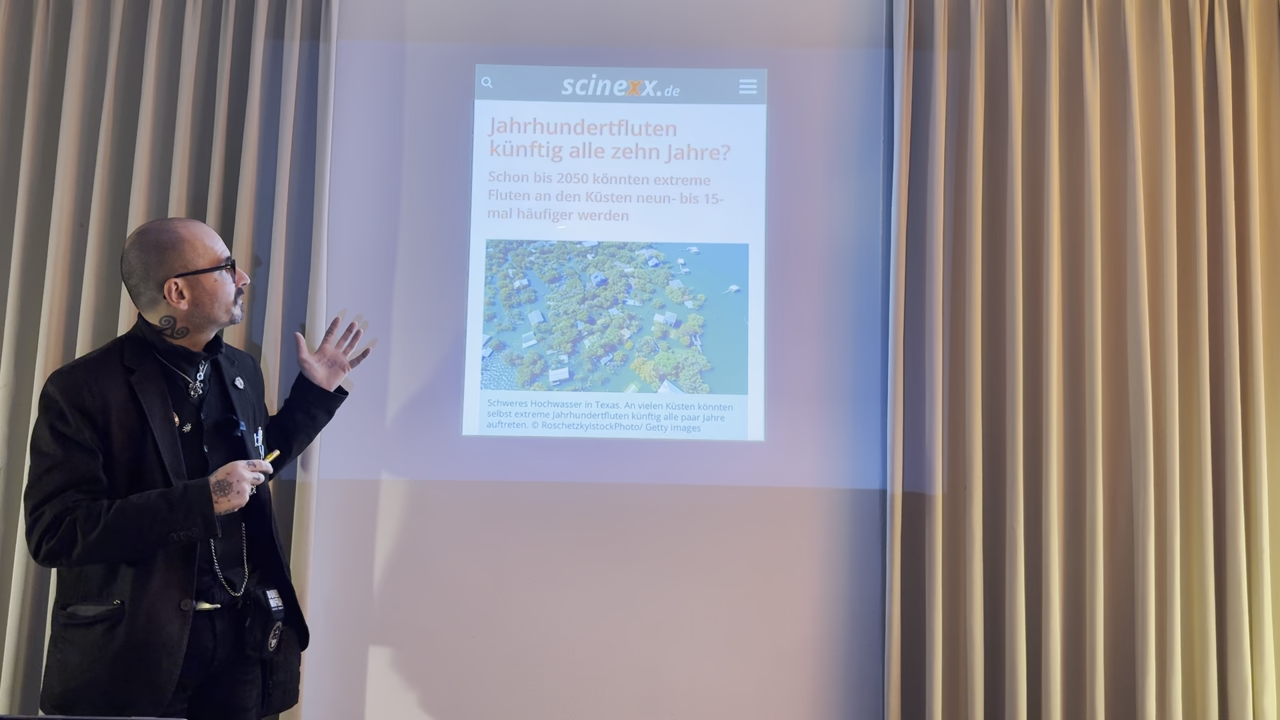 scinexx.de
Jahrhundertfluten
künftig alle zehn Jahre?
Schon bis 2050 könnten extreme
Fluten an den Küsten neun- bis 15-
mal häufiger werden
Schweres Hochwasser in Texas. An vielen Küsten könnten
selbst extreme Jahrhundertfluten künftig alle paar Jahre
auftreten. © RoschetzkyIstockPhoto/ Getty images